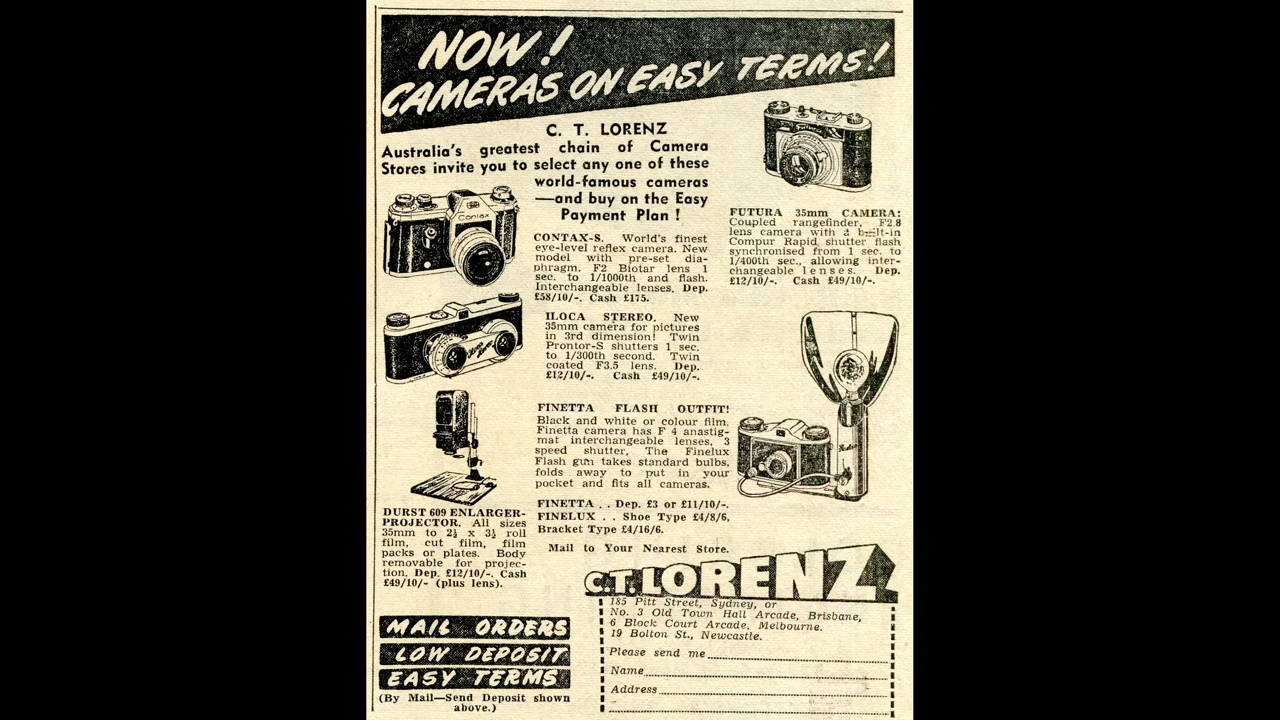 NOW!
CAMERAS ON EASY TERMS!
C. T. LORENZ
Australia's greatest chain of Camera
Stores invite you to select any one of these
world-famous cameras
—and buy on the Easy
Payment Plan !
Contax
CONTAX-S. World's finest
eye-level reflex camera. New
model with pre-set dia-
phragm. F2 Biotar lens 1
sec. to 1/1000th and flash.
Interchangeable lenses. Dep.
£58/10/-. Cash £175.
FUTURA 35mm CAMERA:
Coupled rangefinder, F2.8
lens camera with a built-in
Compur Rapid shutter flash
synchronised from 1 sec. to
1/400th sec., allowing inter-
changeable lenses. Dep.
£12/10/-. Cash £49/10/-.
ILOCA STEREO. New
35mm camera for pictures
in 3rd dimension! Twin
Prontor-S shutters 1 sec.
to 1/300th second. Twin
coated F3.5 lens. Dep.
£12/10/-. Cash £49/10/-.
FINETTA FLASH OUTFIT!
Black and white or colour film.
Finetta camera has F 4 anastig-
mat interchangeable lenses, 3
speed shutter, The Finelux
Flash gun takes standard bulbs,
folds away to put in your
pocket and fits all cameras.
FINETTA . . Dep. £3 or £11/10/-.
FINELUX . . Shoe Type £4/8/6,
Bracket Type £4/16/6.
DURST 609 ENLARGER-
PROJECTOR. All sizes
35mm to 2¼ x 3¼ roll
film, cut film, film
packs or plates. Body
removable for projec-
tion. Dep. £12/10/-. Cash
£49/10/- (plus lens).
Mail to Your Nearest Store.
C.T. LORENZ
185 Pitt Street, Sydney, or
No. 3 Old Town Hall Arcade, Brisbane,
6 Block Court Arcade, Melbourne.
19 Bolton St., Newcastle.
Please send me
Name
Address
MAIL ORDERS
LOW DEPOSIT
EASY TERMS
(By Mail—Send Deposit shown
above.)